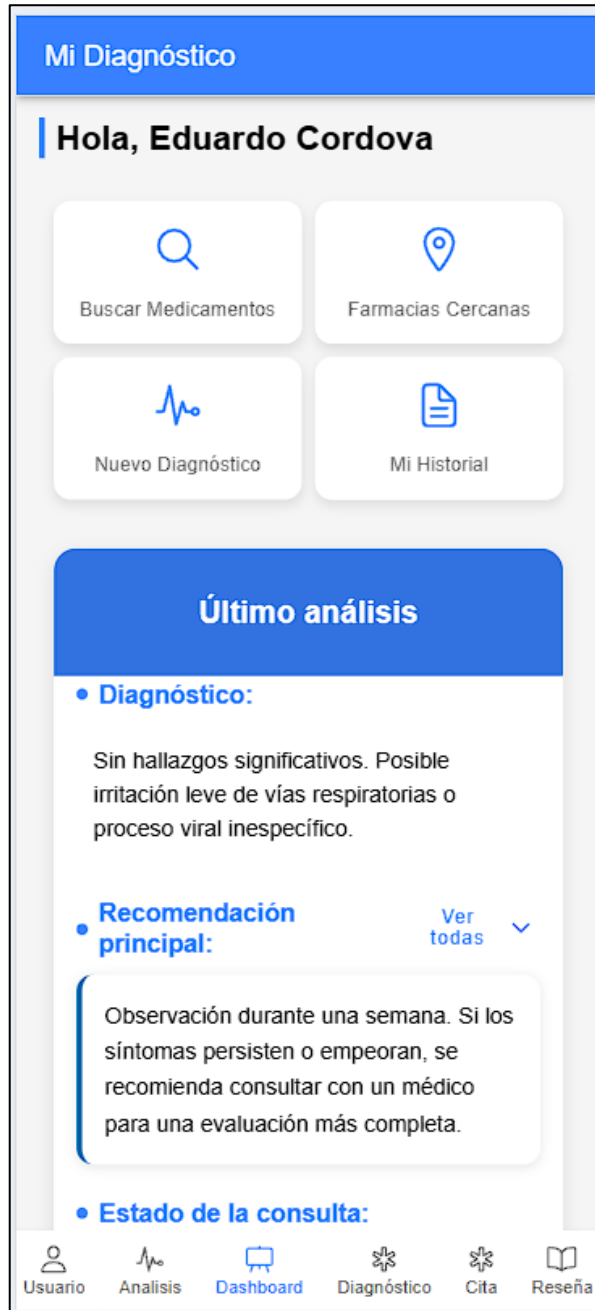 Mi Diagnóstico
Hola, Eduardo Cordova
Buscar Medicamentos
Farmacias Cercanas
Nuevo Diagnóstico
Mi Historial
Último análisis
Diagnóstico:
Sin hallazgos significativos. Posible
irritación leve de vías respiratorias o
proceso viral inespecífico.
Recomendación
principal:
Ver
todas
Observación durante una semana. Si los
síntomas persisten o empeoran, se
recomienda consultar con un médico
para una evaluación más completa.
Estado de la consulta:
Usuario
Analisis
Dashboard
Diagnóstico
Cita
Reseña